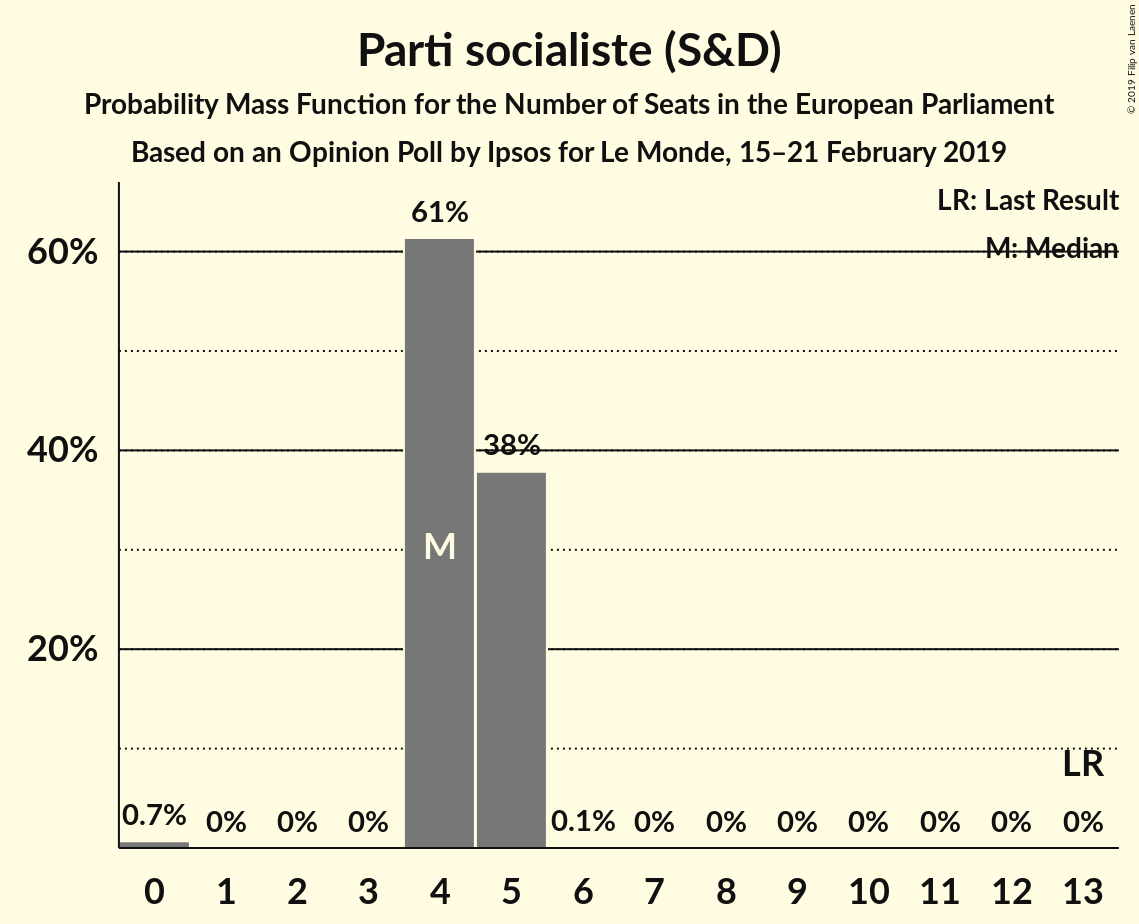 Parti socialiste (S&D)
Probability Mass Function for the Number of Seats in the European Parliament
Based on an Opinion Poll by Ipsos for Le Monde, 15–21 February 2019
© 2019 Filip van Laenen
LR: Last Result
M: Median
60%
40%
20%
61%
38%
M
LR
0.7% 0% 0% 0% 0.1% 0% 0% 0% 0% 0% 0% 0%
0 1 2 3 4 5 6 7 8 9 10 11 12 13